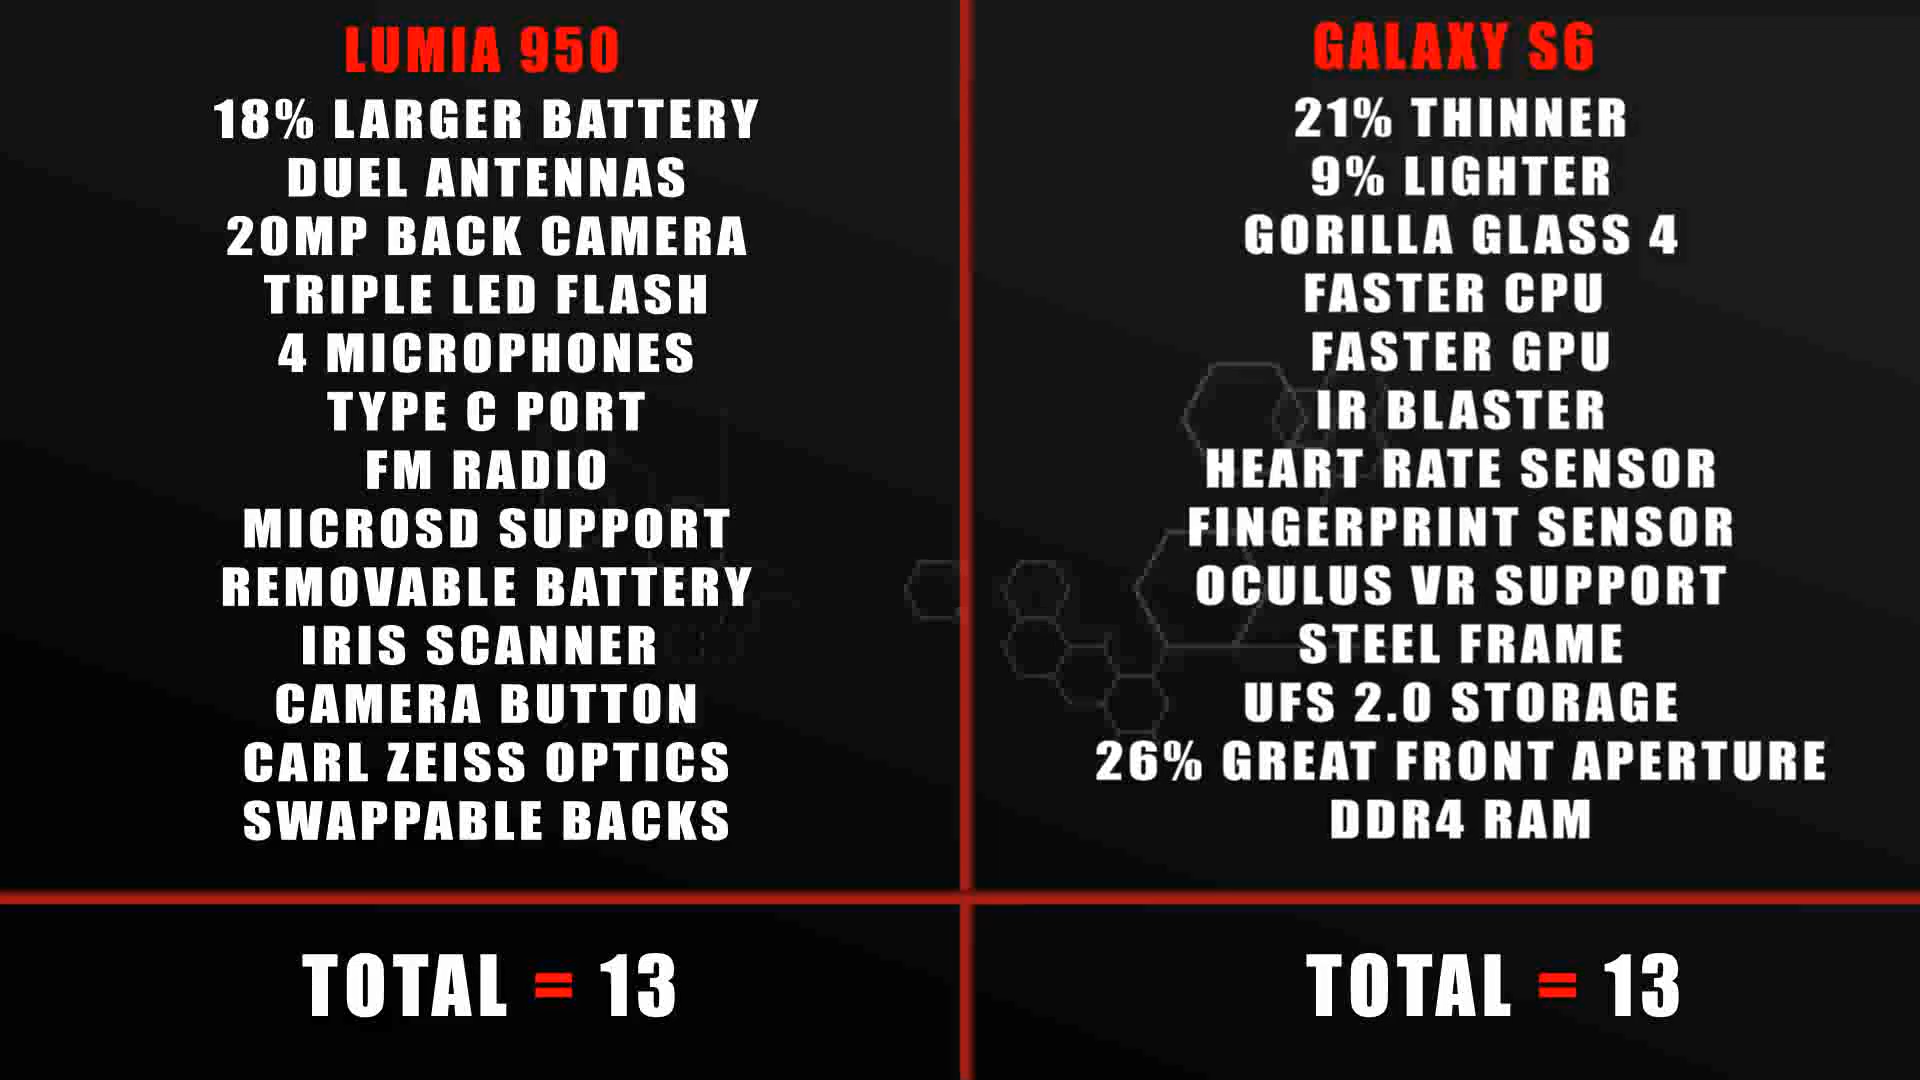 LUMIA 950
18% LARGER BATTERY
DUEL ANTENNAS
20MP BACK CAMERA
TRIPLE LED FLASH
4 MICROPHONES
TYPE C PORT
FM RADIO
MICROSD SUPPORT
REMOVABLE BATTERY
IRIS SCANNER
CAMERA BUTTON
CARL ZEISS OPTICS
SWAPPABLE BACKS
TOTAL = 13
GALAXY S6
21% THINNER
9% LIGHTER
GORILLA GLASS 4
FASTER CPU
FASTER GPU
IR BLASTER
HEART RATE SENSOR
FINGERPRINT SENSOR
OCULUS VR SUPPORT
STEEL FRAME
UFS 2.0 STORAGE
26% GREAT FRONT APERTURE
DDR4 RAM
TOTAL = 13